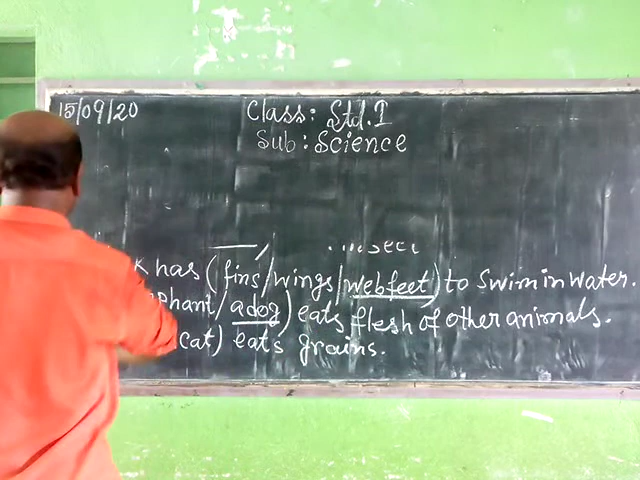 15/09/20
Class: Std. I
Sub: Science
has (fins/wings/webfeet) to swim in water.
phant/a dog) eats flesh of other animals.
cat) eats grains.